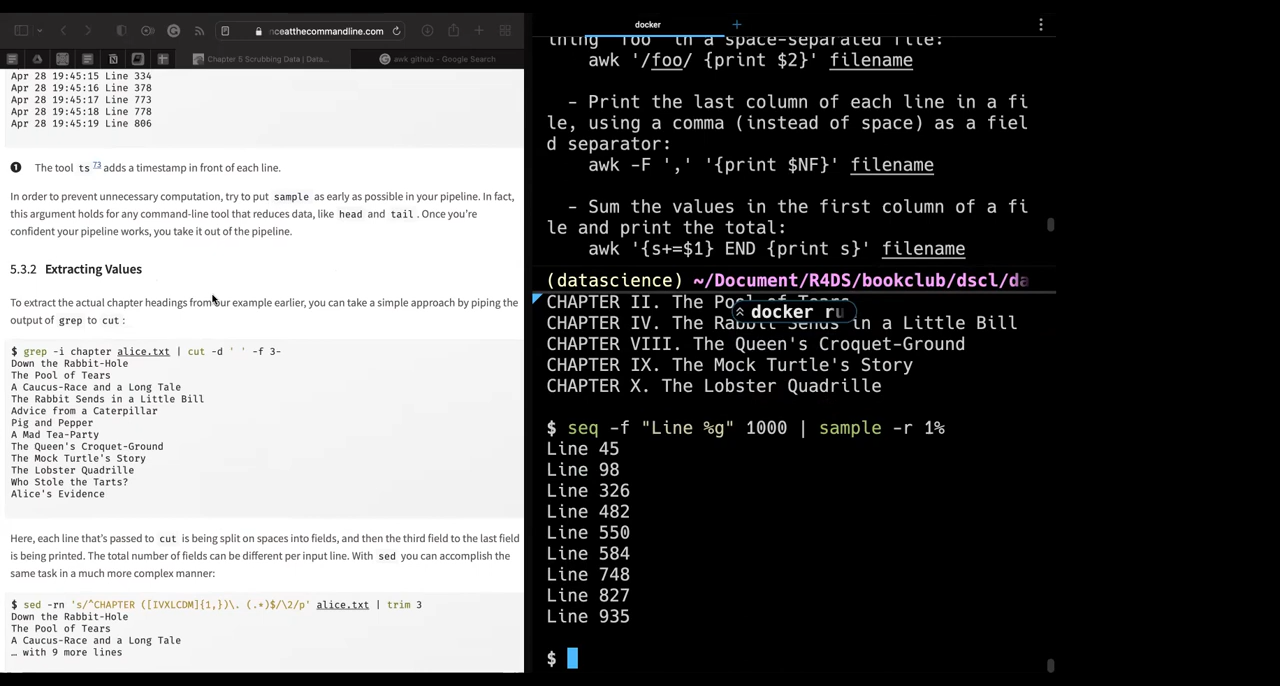 nceatthecommandline.com
Chapter 5 Scrubbing Data | Data...
awk github - Google Search
Apr 28 19:45:15 Line 334
Apr 28 19:45:16 Line 378
Apr 28 19:45:17 Line 773
Apr 28 19:45:18 Line 778
Apr 28 19:45:19 Line 806
1 The tool ts 73 adds a timestamp in front of each line.
In order to prevent unnecessary computation, try to put sample as early as possible in your pipeline. In fact,
this argument holds for any command-line tool that reduces data, like head and tail . Once you're
confident your pipeline works, you take it out of the pipeline.
5.3.2 Extracting Values
To extract the actual chapter headings from our example earlier, you can take a simple approach by piping the
output of grep to cut :
$ grep -i chapter alice.txt | cut -d ' ' -f 3-
Down the Rabbit-Hole
The Pool of Tears
A Caucus-Race and a Long Tale
The Rabbit Sends in a Little Bill
Advice from a Caterpillar
Pig and Pepper
A Mad Tea-Party
The Queen's Croquet-Ground
The Mock Turtle's Story
The Lobster Quadrille
Who Stole the Tarts?
Alice's Evidence
Here, each line that's passed to cut is being split on spaces into fields, and then the third field to the last field
is being printed. The total number of fields can be different per input line. With sed you can accomplish the
same task in a much more complex manner:
$ sed -rn 's/^CHAPTER ([IVXLCDM]{1,})\. (.*)$/\2/p' alice.txt | trim 3
Down the Rabbit-Hole
The Pool of Tears
A Caucus-Race and a Long Tale
… with 9 more lines
docker
thing 'foo' in a space-separated file:
awk '/foo/ {print $2}' filename
- Print the last column of each line in a fi
le, using a comma (instead of space) as a fiel
d separator:
awk -F ',' '{print $NF}' filename
- Sum the values in the first column of a fi
le and print the total:
awk '{s+=$1} END {print s}' filename
(datascience) ~/Document/R4DS/bookclub/dscl/da
CHAPTER II. The Pool of Tears
docker ru
CHAPTER IV. The Rabbit Sends in a Little Bill
CHAPTER VIII. The Queen's Croquet-Ground
CHAPTER IX. The Mock Turtle's Story
CHAPTER X. The Lobster Quadrille
$ seq -f "Line %g" 1000 | sample -r 1%
Line 45
Line 98
Line 326
Line 482
Line 550
Line 584
Line 748
Line 827
Line 935
$